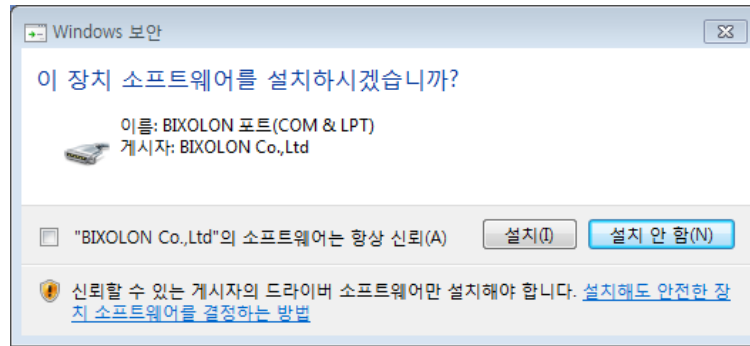 Windows 보안
이 장치 소프트웨어를 설치하시겠습니까?
이름: BIXOLON 포트(COM & LPT)
게시자: BIXOLON Co.,Ltd
"BIXOLON Co.,Ltd"의 소프트웨어는 항상 신뢰(A)
설치(I)
설치 안 함(N)
신뢰할 수 있는 게시자의 드라이버 소프트웨어만 설치해야 합니다. 설치해도 안전한 장
치 소프트웨어를 결정하는 방법